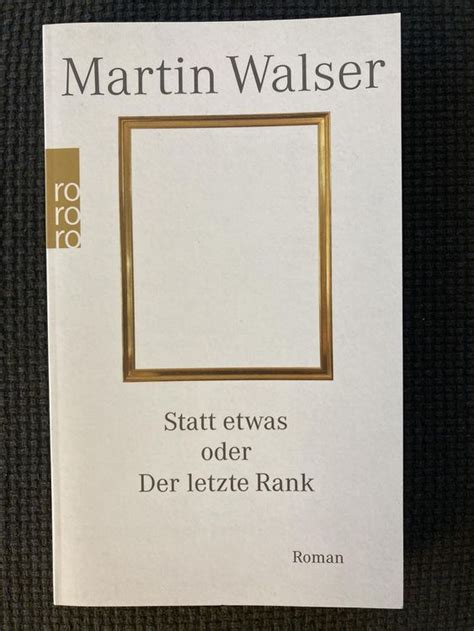 Martin Walser
ro
ro
ro
Statt etwas
oder
Der letzte Rank
Roman